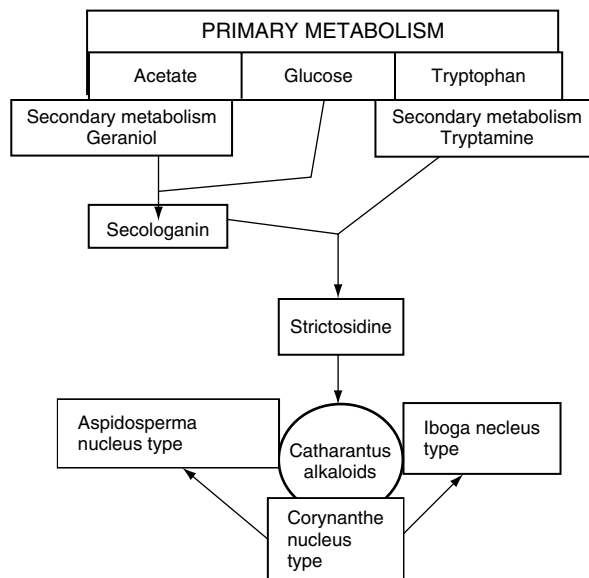 PRIMARY METABOLISM
Acetate
Glucose
Tryptophan
Secondary metabolism
Geraniol
Secondary metabolism
Tryptamine
Secologanin
Strictosidine
Aspidosperma
nucleus type
Catharantus
alkaloids
Iboga necleus
type
Corynanthe
nucleus
type